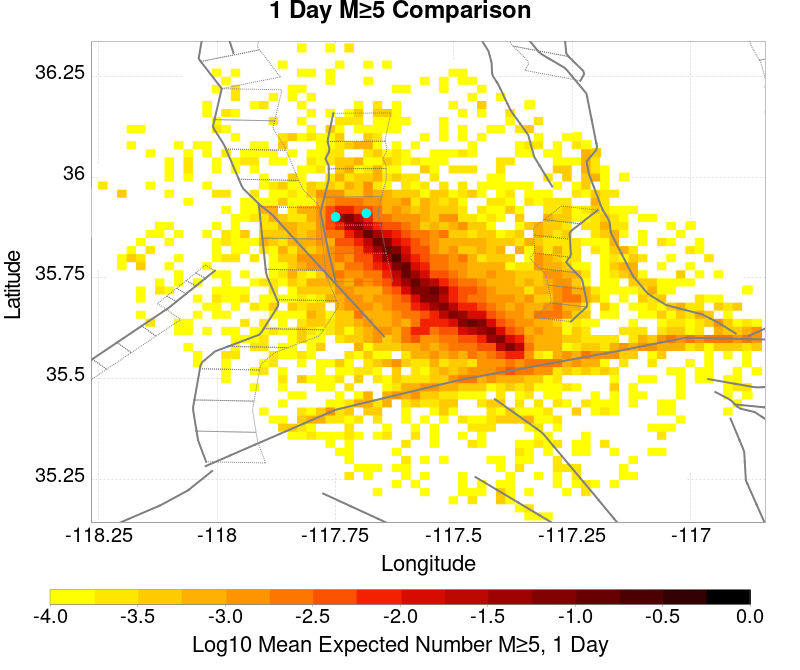 1 Day M≥5 Comparison
36.25
36
35.75
35.5
35.25
Latitude
-118.25 -118 -117.75 -117.5 -117.25 -117
Longitude
-4.0 -3.5 -3.0 -2.5 -2.0 -1.5 -1.0 -0.5 0.0
Log10 Mean Expected Number M≥5, 1 Day